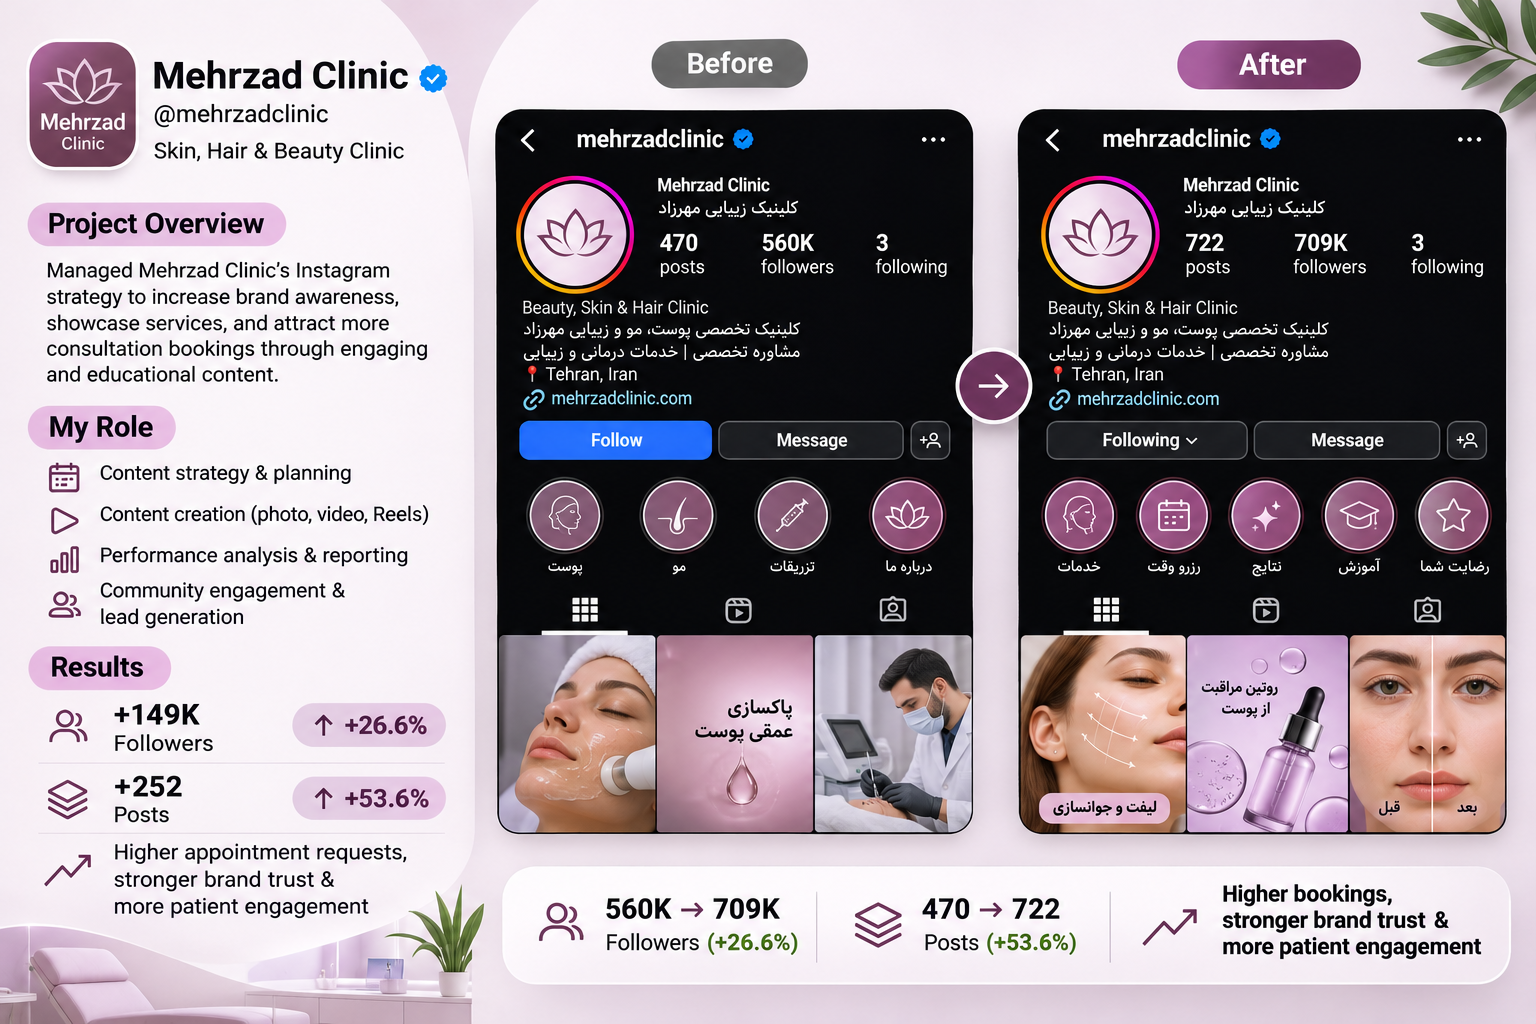 Mehrzad
Clinic
Mehrzad Clinic
@mehrzadclinic
Skin, Hair & Beauty Clinic
Project Overview
Managed Mehrzad Clinic's Instagram
strategy to increase brand awareness,
showcase services, and attract more
consultation bookings through engaging
and educational content.
My Role
Content strategy & planning
Content creation (photo, video, Reels)
Performance analysis & reporting
Community engagement &
lead generation
Results
+149K
Followers
↑ +26.6%
+252
Posts
↑ +53.6%
Higher appointment requests,
stronger brand trust &
more patient engagement
Before
mehrzadclinic
Mehrzad Clinic
کلینیک زیبایی مهرزاد
470 560K 3
posts followers following
Beauty, Skin & Hair Clinic
کلینیک تخصصی پوست، مو و زیبایی مهرزاد
مشاوره تخصصی | خدمات درمانی و زیبایی
📍 Tehran, Iran
mehrzadclinic.com
Follow Message
پوست مو تزریقات درباره ما
پاکسازی
عمقی پوست
After
mehrzadclinic
Mehrzad Clinic
کلینیک زیبایی مهرزاد
722 709K 3
posts followers following
Beauty, Skin & Hair Clinic
کلینیک تخصصی پوست، مو و زیبایی مهرزاد
مشاوره تخصصی | خدمات درمانی و زیبایی
📍 Tehran, Iran
mehrzadclinic.com
Following Message
خدمات رزرو وقت نتایج آموزش رضایت شما
لیفت و جوانسازی
روتین مراقبت
از پوست
قبل بعد
560K → 709K
Followers (+26.6%)
470 → 722
Posts (+53.6%)
Higher bookings,
stronger brand trust &
more patient engagement